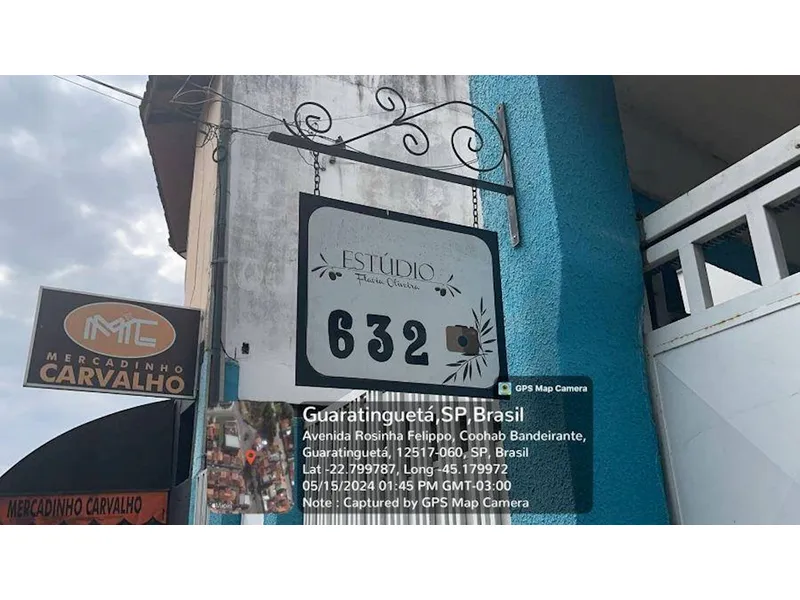 ESTÚDIO
Flavia Oliveira
632
MC
MERCADINHO
CARVALHO
MERCADINHO CARVALHO
GPS Map Camera
Guaratinguetá,SP,Brasil
Avenida Rosinha Felippo, Coohab Bandeirante,
Guaratinguetá, 12517-060, SP, Brasil
Lat -22.799787, Long-45.179972
05/15/2024 01:45 PM GMT-03:00
Note : Captured by GPS Map Camera